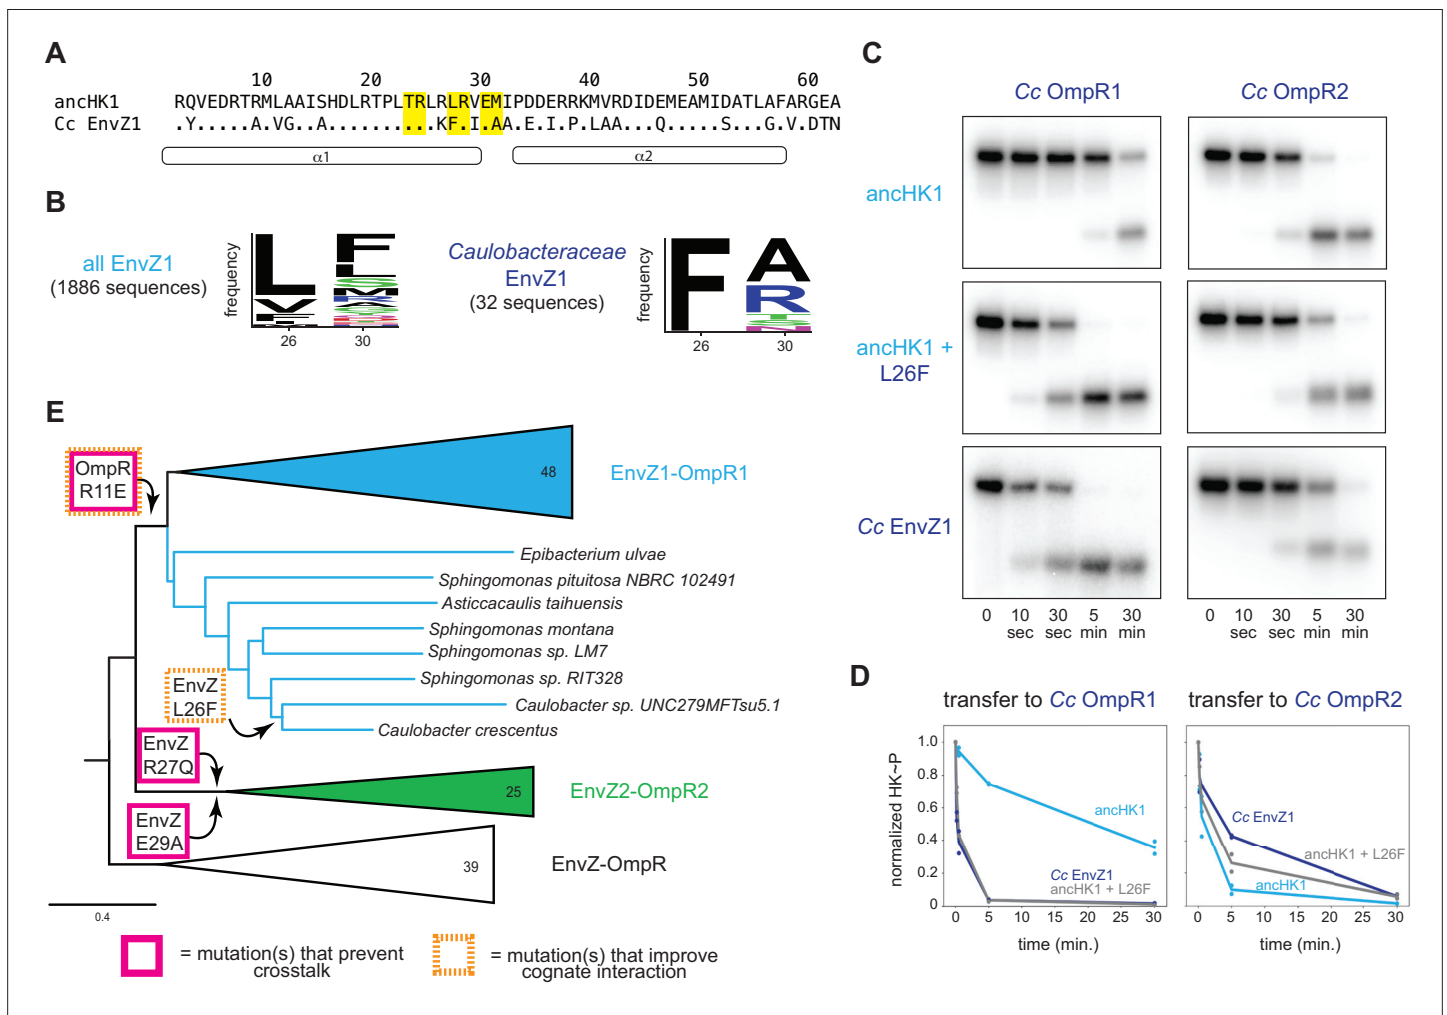 A
10 20 30 40 50 60
ancHK1 RQVEDRTRMLAAISHDLRTPLTRLRLRVEMIPDDERRKMVRDIDEMEAMIDATLAFARGEA
Cc EnvZ1 .Y.....A.VG..A..........KF.I.AA.E.I.P.LAA...Q.....S...G.V.DTN
α1 α2
B
all EnvZ1
(1886 sequences)
frequency
L F
V L
26 30
Caulobacteraceae
EnvZ1
(32 sequences)
frequency
F A
R
26 30
C
Cc OmpR1 Cc OmpR2
ancHK1
ancHK1 +
L26F
Cc EnvZ1
0 10 30 5 30 0 10 30 5 30
sec sec min min sec sec min min
D
transfer to Cc OmpR1 transfer to Cc OmpR2
normalized HK~P
1.0
0.8
0.6
0.4
0.2
0
ancHK1
Cc EnvZ1
ancHK1 + L26F
Cc EnvZ1
ancHK1 + L26F
ancHK1
0 5 10 15 20 25 30 0 5 10 15 20 25 30
time (min.) time (min.)
E
OmpR
R11E
48
EnvZ1-OmpR1
Epibacterium ulvae
Sphingomonas pituitosa NBRC 102491
Asticcacaulis taihuensis
Sphingomonas montana
Sphingomonas sp. LM7
Sphingomonas sp. RIT328
Caulobacter sp. UNC279MFTsu5.1
Caulobacter crescentus
EnvZ
L26F
EnvZ
R27Q
EnvZ
E29A
25
EnvZ2-OmpR2
39
EnvZ-OmpR
0.4
= mutation(s) that prevent
crosstalk
= mutation(s) that improve
cognate interaction